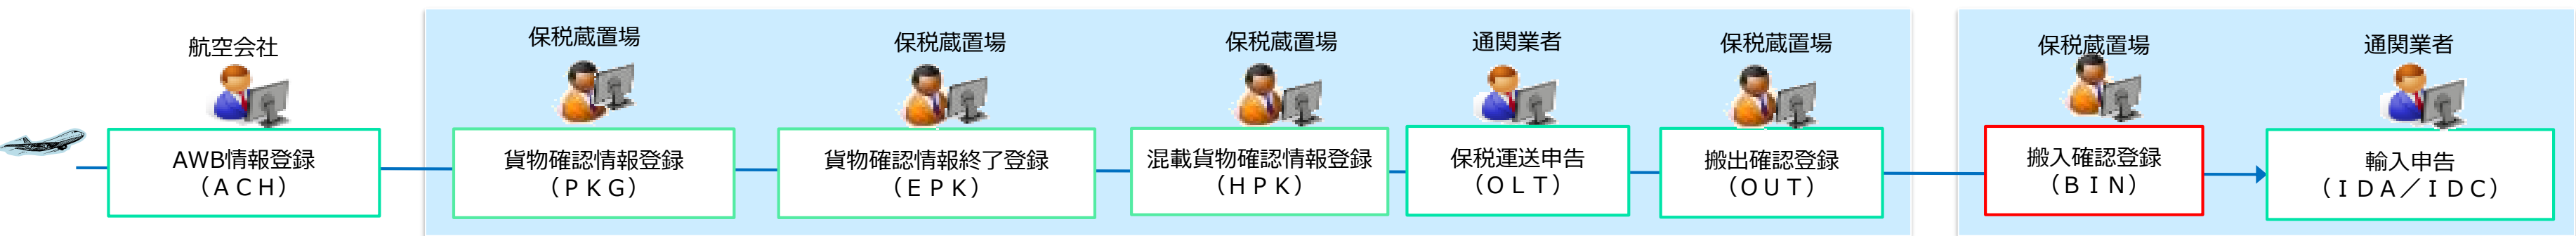 航空会社
AWB情報登録
（ＡＣＨ）
保税蔵置場
貨物確認情報登録
（ＰＫＧ）
保税蔵置場
貨物確認情報終了登録
（ＥＰＫ）
保税蔵置場
混載貨物確認情報登録
（ＨＰＫ）
通関業者
保税運送申告
（ＯＬＴ）
保税蔵置場
搬出確認登録
（ＯＵＴ）
保税蔵置場
搬入確認登録
（ＢＩＮ）
通関業者
輸入申告
（ＩＤＡ／ＩＤＣ）